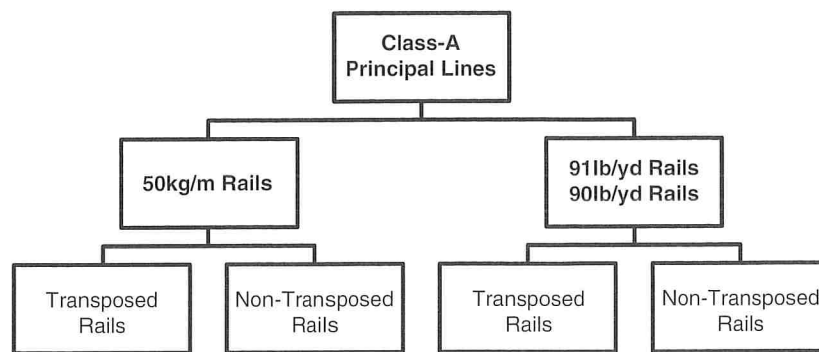 Class-A
Principal Lines
50kg/m Rails
91lb/yd Rails
90lb/yd Rails
Transposed
Rails
Non-Transposed
Rails
Transposed
Rails
Non-Transposed
Rails